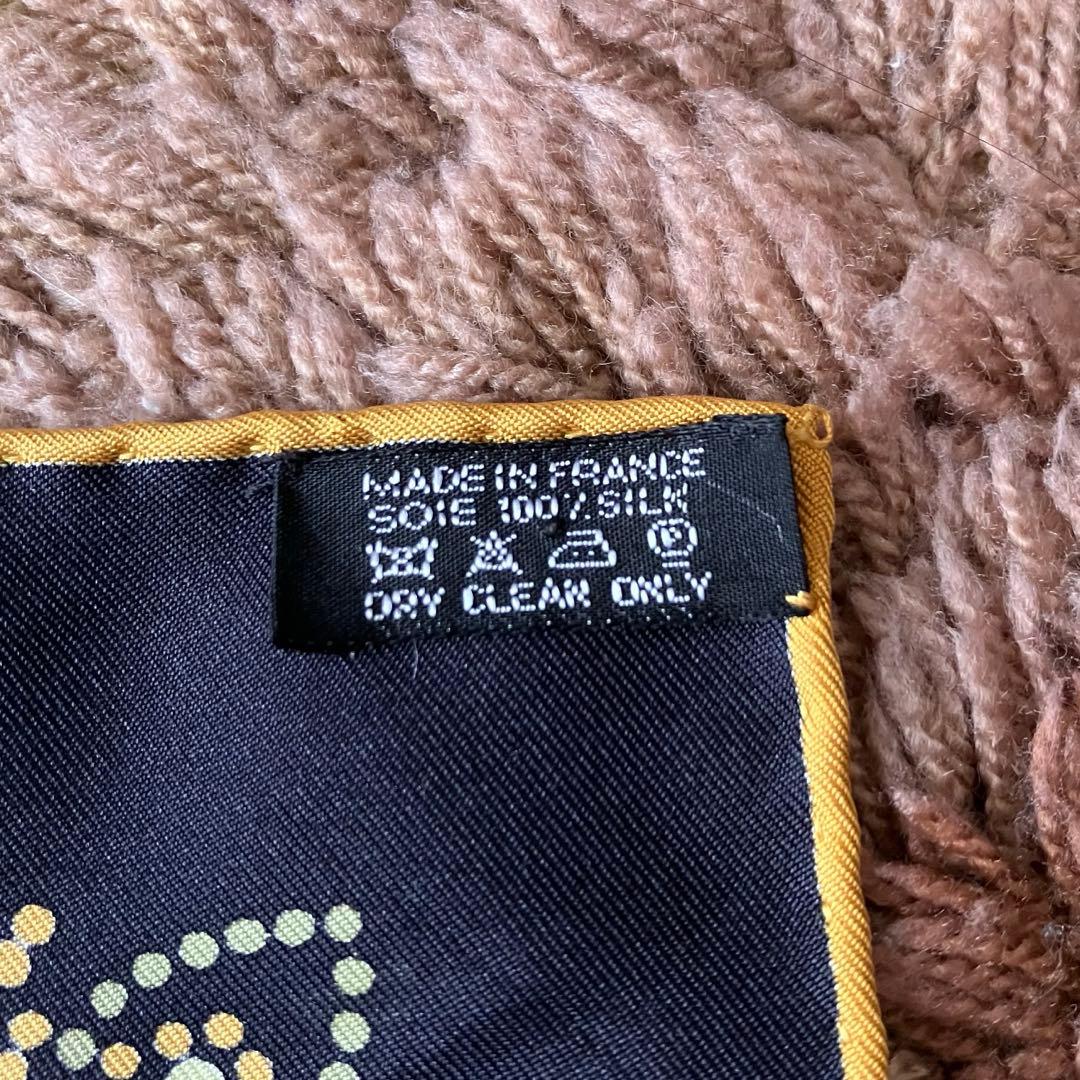 MADE IN FRANCE
SOIE 100% SILK
P
DRY CLEAN ONLY